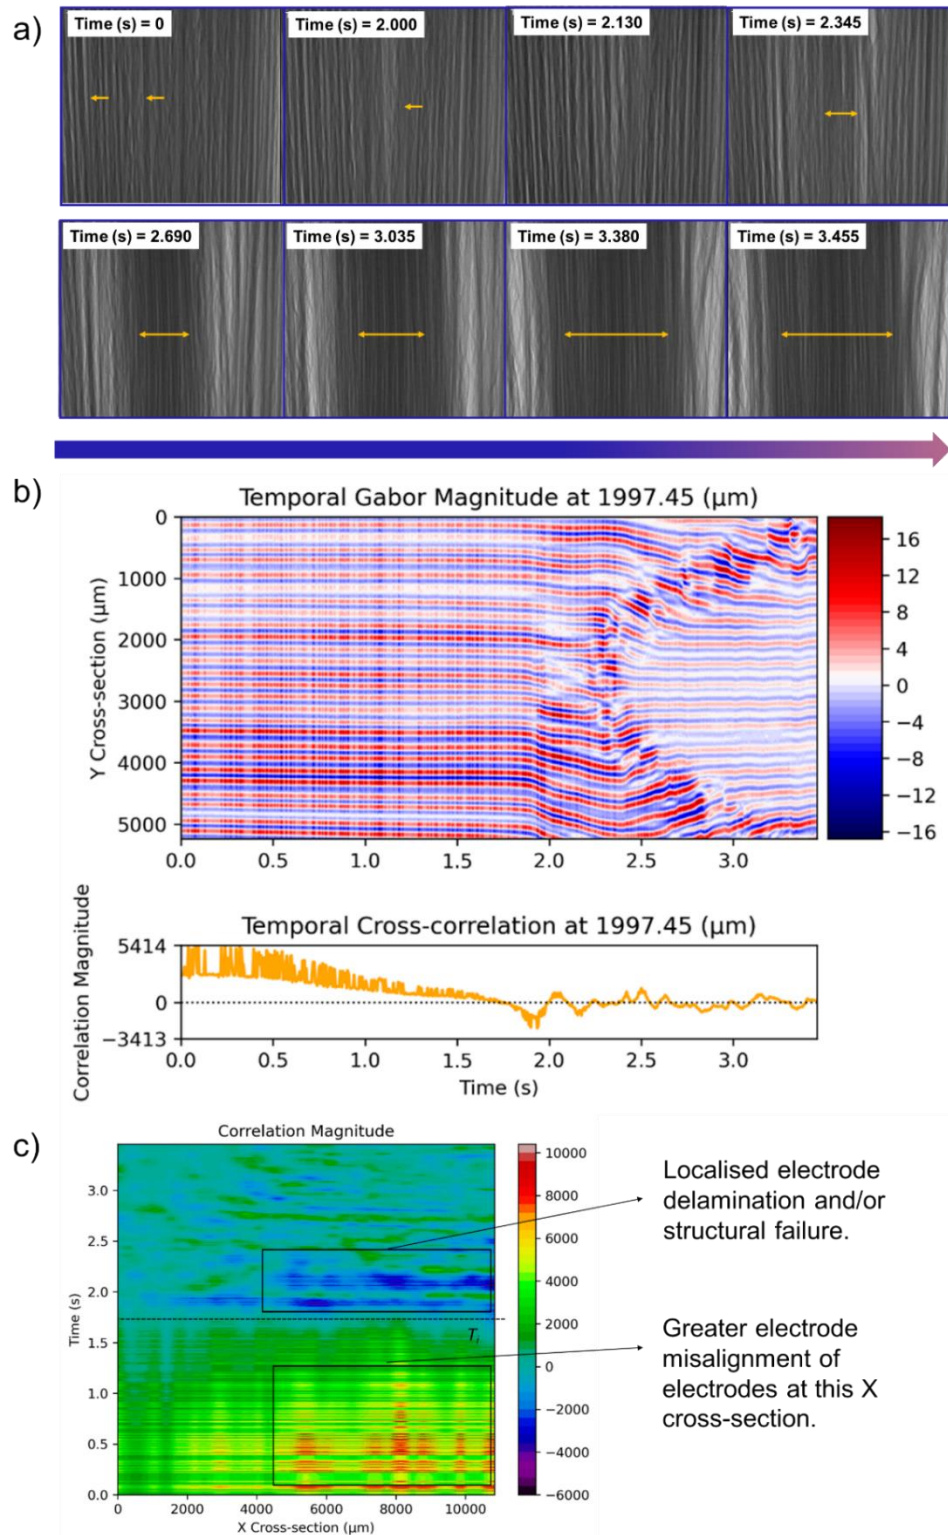 a)
Time (s) = 0
Time (s) = 2.000
Time (s) = 2.130
Time (s) = 2.345
Time (s) = 2.690
Time (s) = 3.035
Time (s) = 3.380
Time (s) = 3.455
b)
Temporal Gabor Magnitude at 1997.45 (µm)
Y Cross-section (µm)
0
1000
2000
3000
4000
5000
0.0 0.5 1.0 1.5 2.0 2.5 3.0
16
12
8
4
0
−4
−8
−12
−16
Temporal Cross-correlation at 1997.45 (µm)
Correlation Magnitude
5414
0
−3413
0.0 0.5 1.0 1.5 2.0 2.5 3.0
Time (s)
c)
Correlation Magnitude
Time (s)
3.0
2.5
2.0
1.5
1.0
0.5
0.0
Ti
0 2000 4000 6000 8000 10000
X Cross-section (µm)
10000
8000
6000
4000
2000
0
−2000
−4000
−6000
Localised electrode
delamination and/or
structural failure.
Greater electrode
misalignment of
electrodes at this X
cross-section.